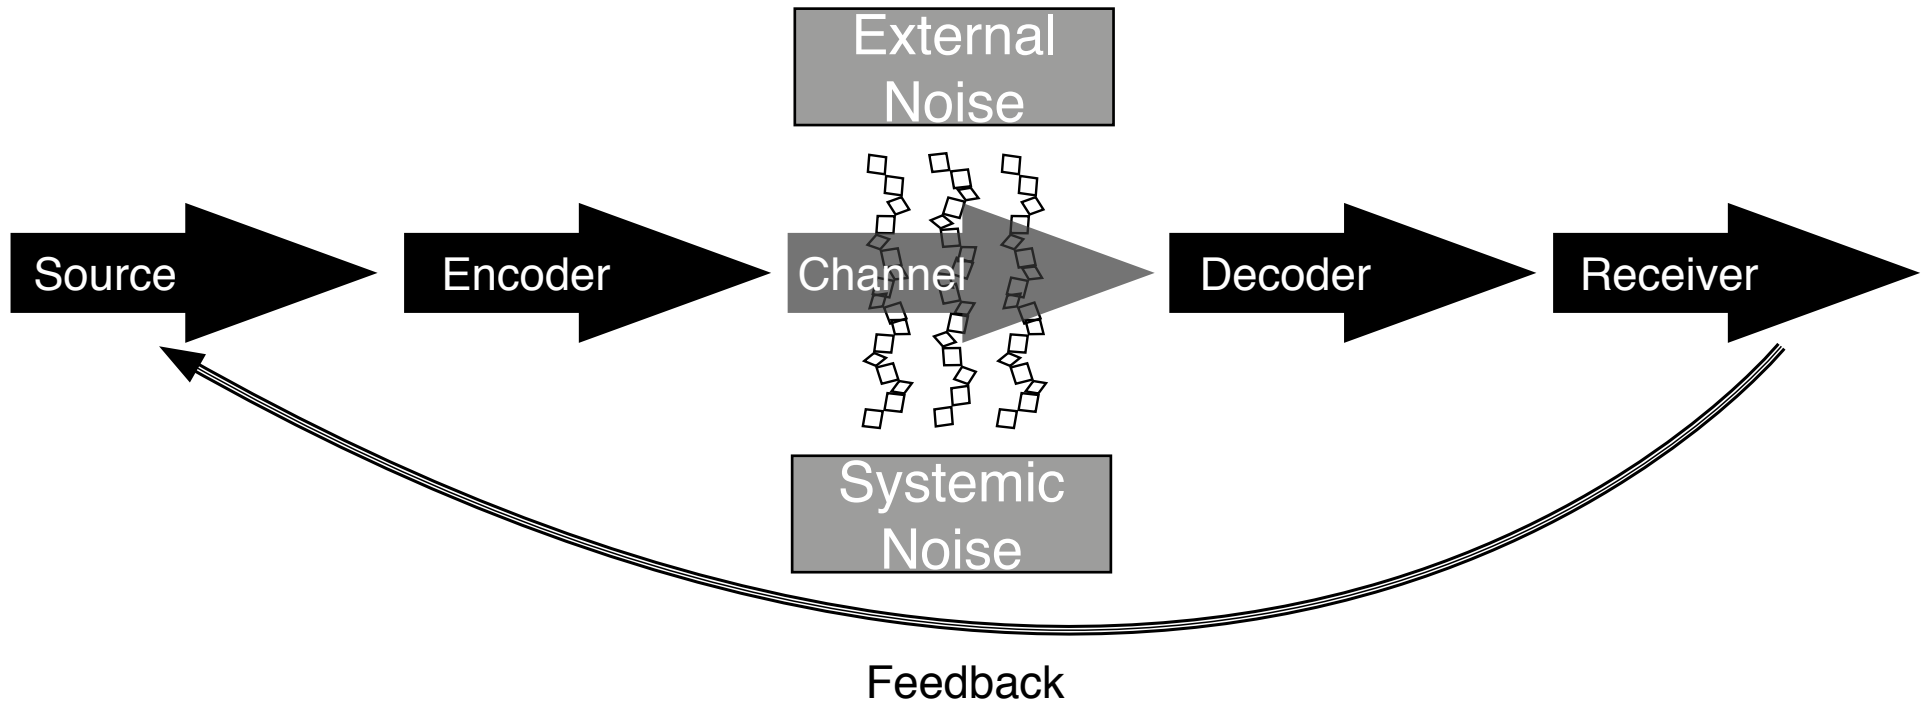 External
Noise
Source
Encoder
Channel
Decoder
Receiver
Systemic
Noise
Feedback